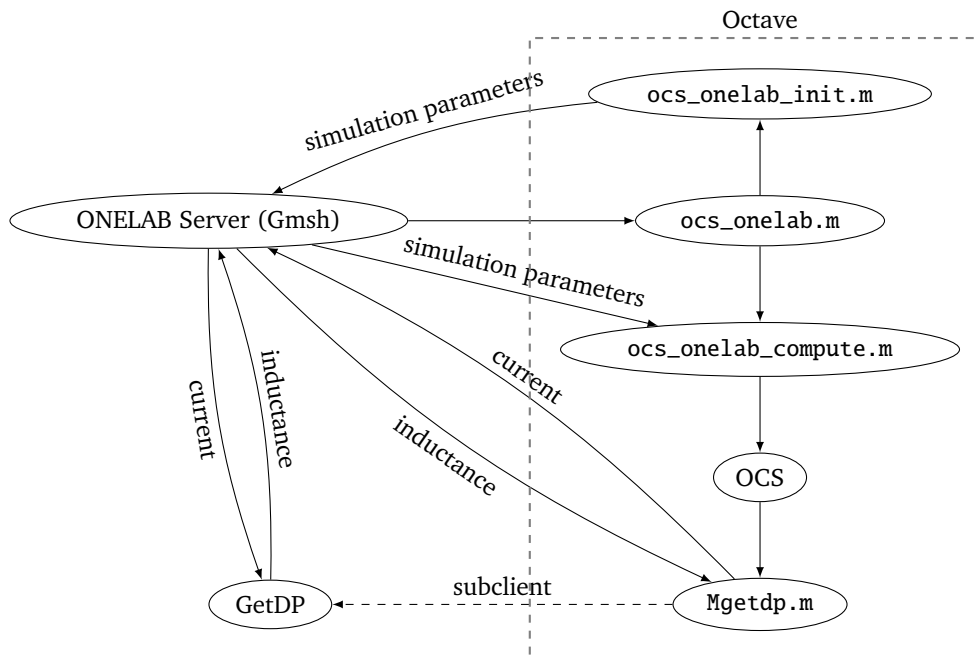 Octave
simulation parameters
ocs_onelab_init.m
ONELAB Server (Gmsh)
ocs_onelab.m
simulation parameters
ocs_onelab_compute.m
current
inductance
current
inductance
OCS
subclient
GetDP
Mgetdp.m